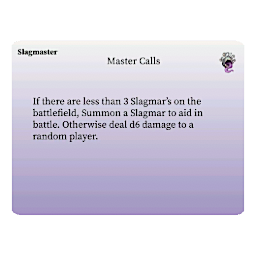 Slagmaster
Master Calls
If there are less than 3 Slagmar's on the
battlefield, Summon a Slagmar to aid in
battle. Otherwise deal d6 damage to a
random player.